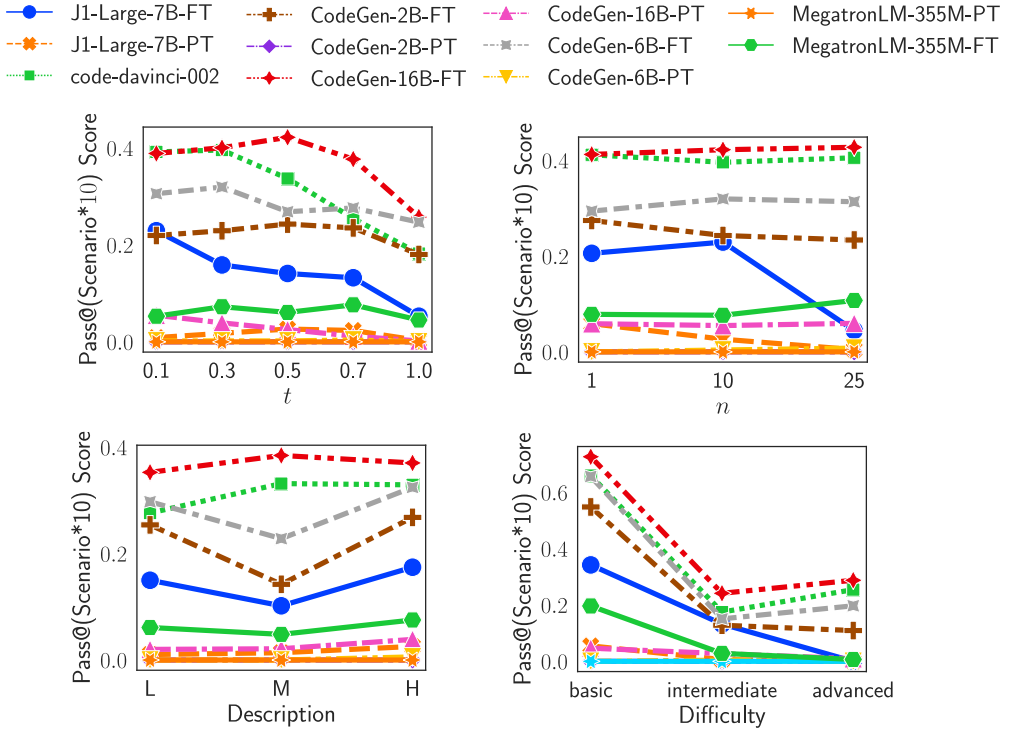 J1-Large-7B-FT
J1-Large-7B-PT
code-davinci-002
CodeGen-2B-FT
CodeGen-2B-PT
CodeGen-16B-FT
CodeGen-16B-PT
CodeGen-6B-FT
CodeGen-6B-PT
MegatronLM-355M-PT
MegatronLM-355M-FT
Pass@(Scenario*10) Score
0.4
0.2
0.0
0.1 0.3 0.5 0.7 1.0
t
Pass@(Scenario*10) Score
0.4
0.2
0.0
1 10 25
n
Pass@(Scenario*10) Score
0.4
0.2
0.0
L M H
Description
Pass@(Scenario*10) Score
0.6
0.4
0.2
0.0
basic intermediate advanced
Difficulty